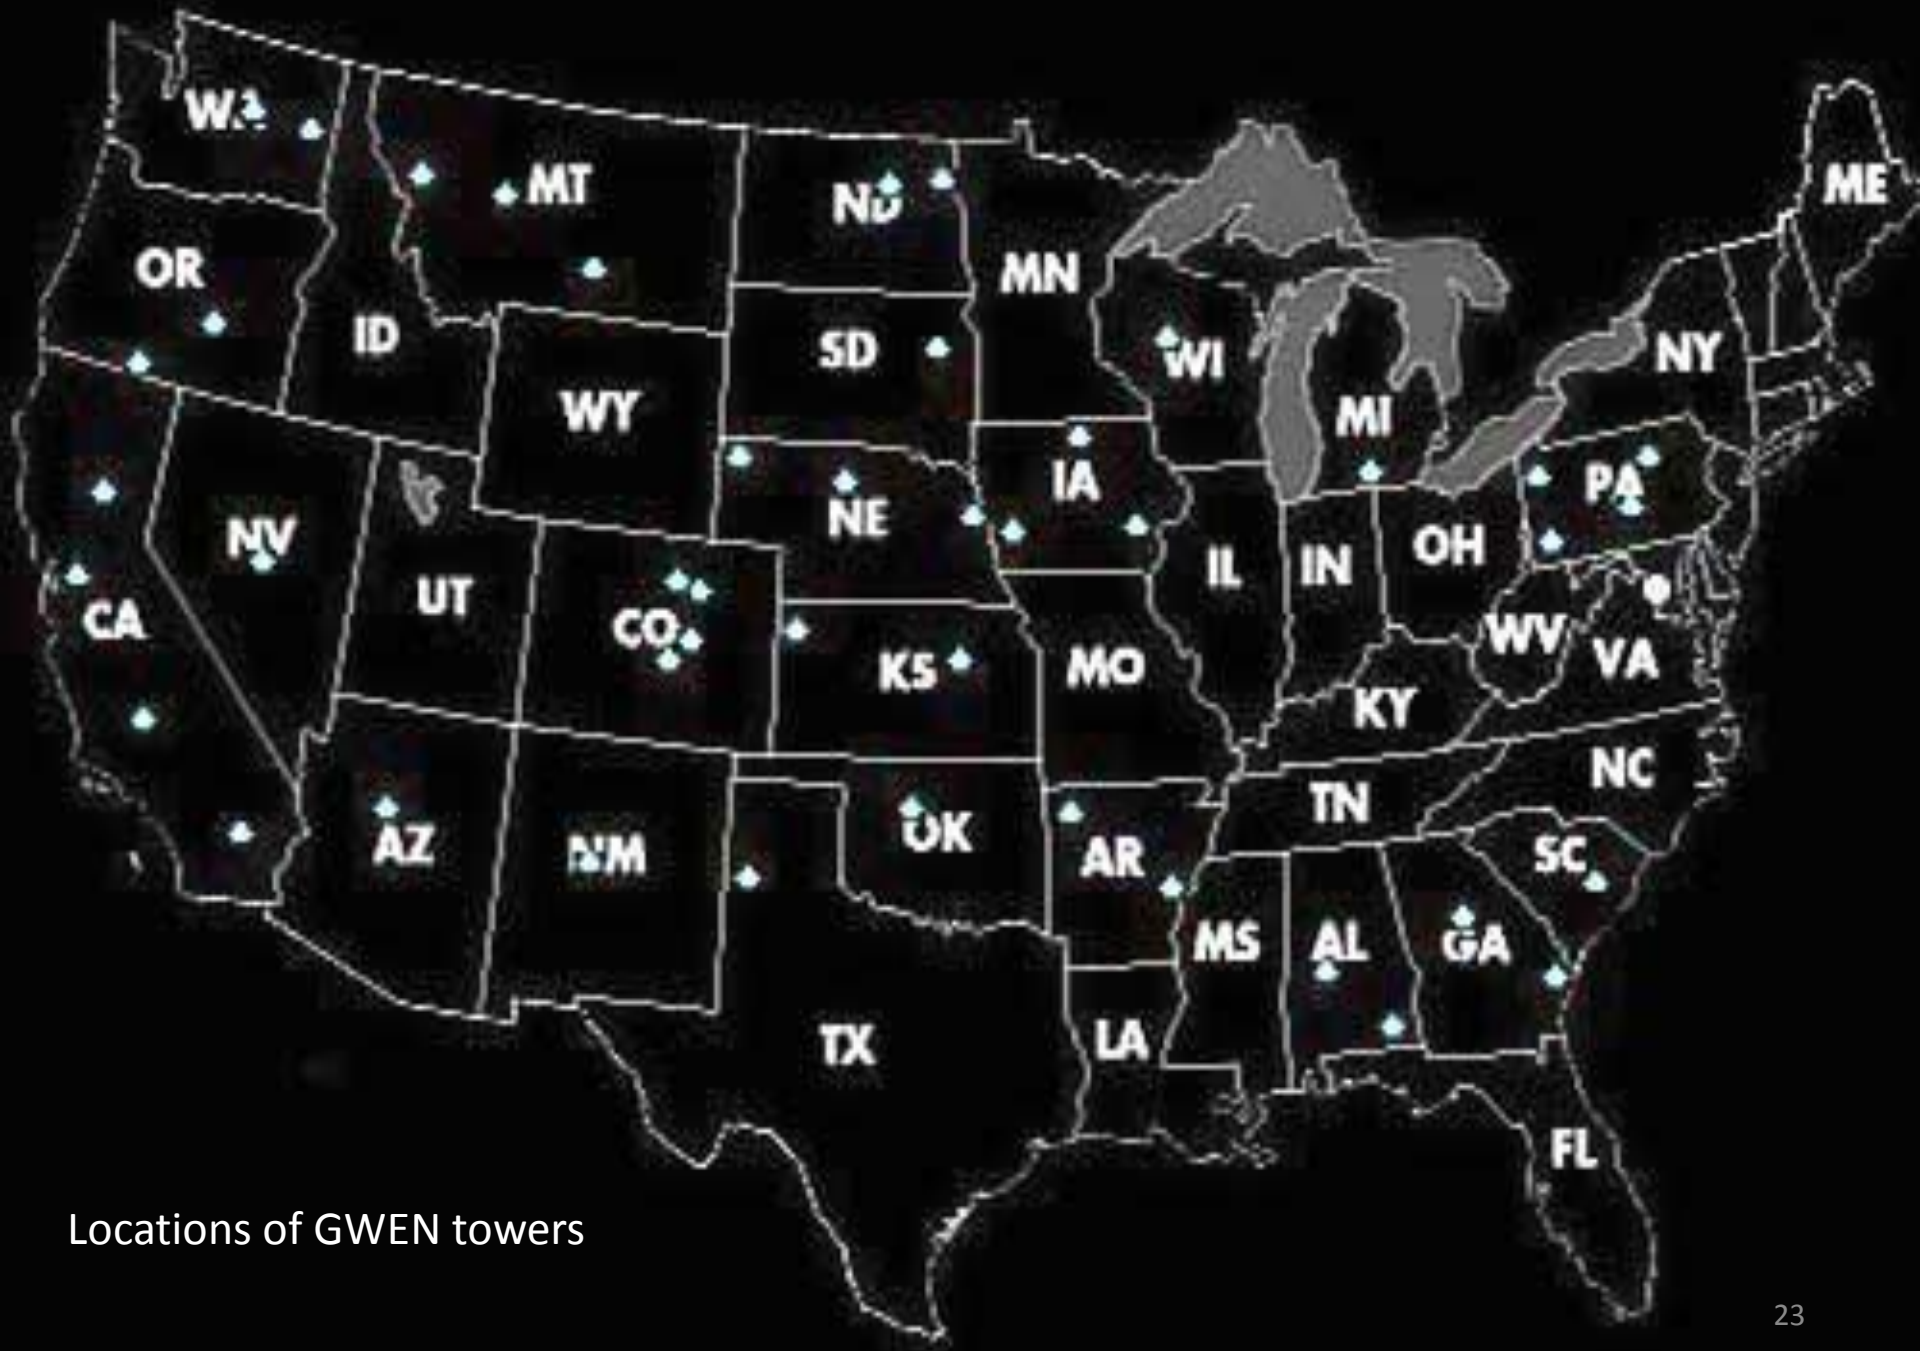 WA
MT
ND
ME
OR
ID
MN
SD
WI
NY
WY
MI
NE
IA
PA
NV
UT
CO
CA
KS
MO
IL
IN
OH
WV
VA
KY
NC
TN
AZ
NM
OK
AR
SC
MS
AL
GA
TX
LA
FL
Locations of GWEN towers
23